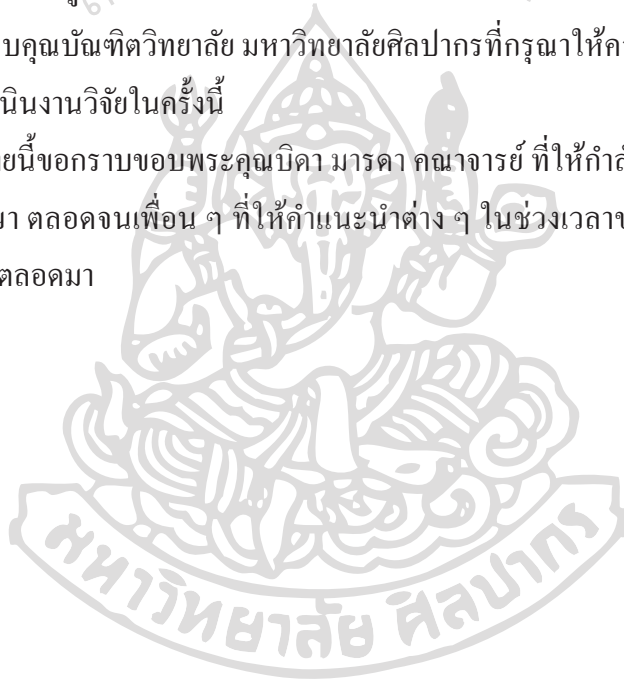 บคุณบัณฑิตวิทยาลัย มหาวิทยาลัยศิลปากรที่กรุณาให้ค
นินงานวิจัยในครั้งนี้
ยนี้ขอกราบขอบพระคุณบิดา มารดา คณาจารย์ ที่ให้กำลั
มา ตลอดจนเพื่อน ๆ ที่ให้คำแนะนำต่าง ๆ ในช่วงเวลาข
ตลอดมา
มหาวิทยาลัย ศิลปากร